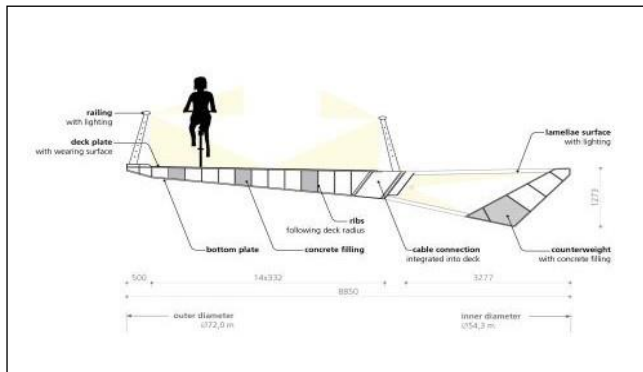 railing
with lighting
deck plate
with wearing surface
lamellae surface
with lighting
1273
ribs
following deck radius
bottom plate
concrete filling
cable connection
integrated into deck
counterweight
with concrete filling
500
14x332
3277
8850
outer diameter
Ø72,0 m
inner diameter
Ø54,3 m